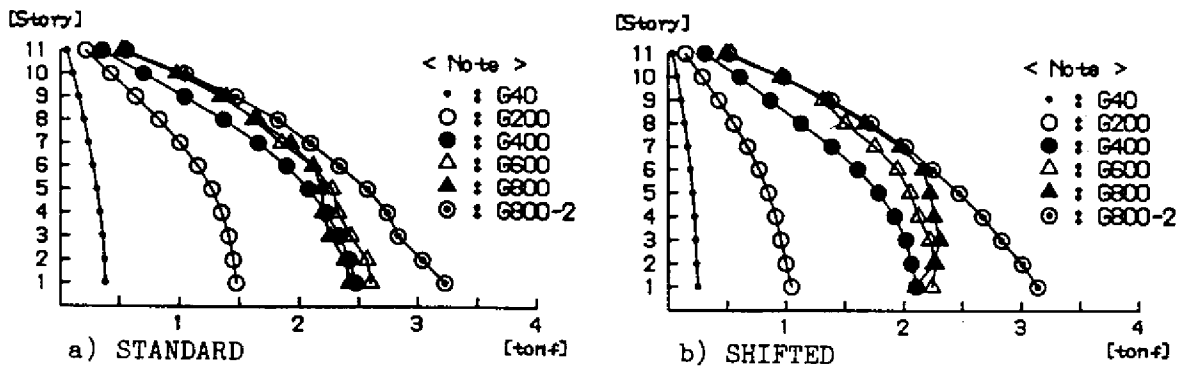 [Story]
11
10
9
8
7
6
5
4
3
2
1
< Note >
: G40
: G200
: G400
: G600
: G800
: G800-2
1
2
3
4
a) STANDARD
[tonf]
[Story]
11
10
9
8
7
6
5
4
3
2
1
< Note >
: G40
: G200
: G400
: G600
: G800
: G800-2
1
2
3
4
b) SHIFTED
[tonf]